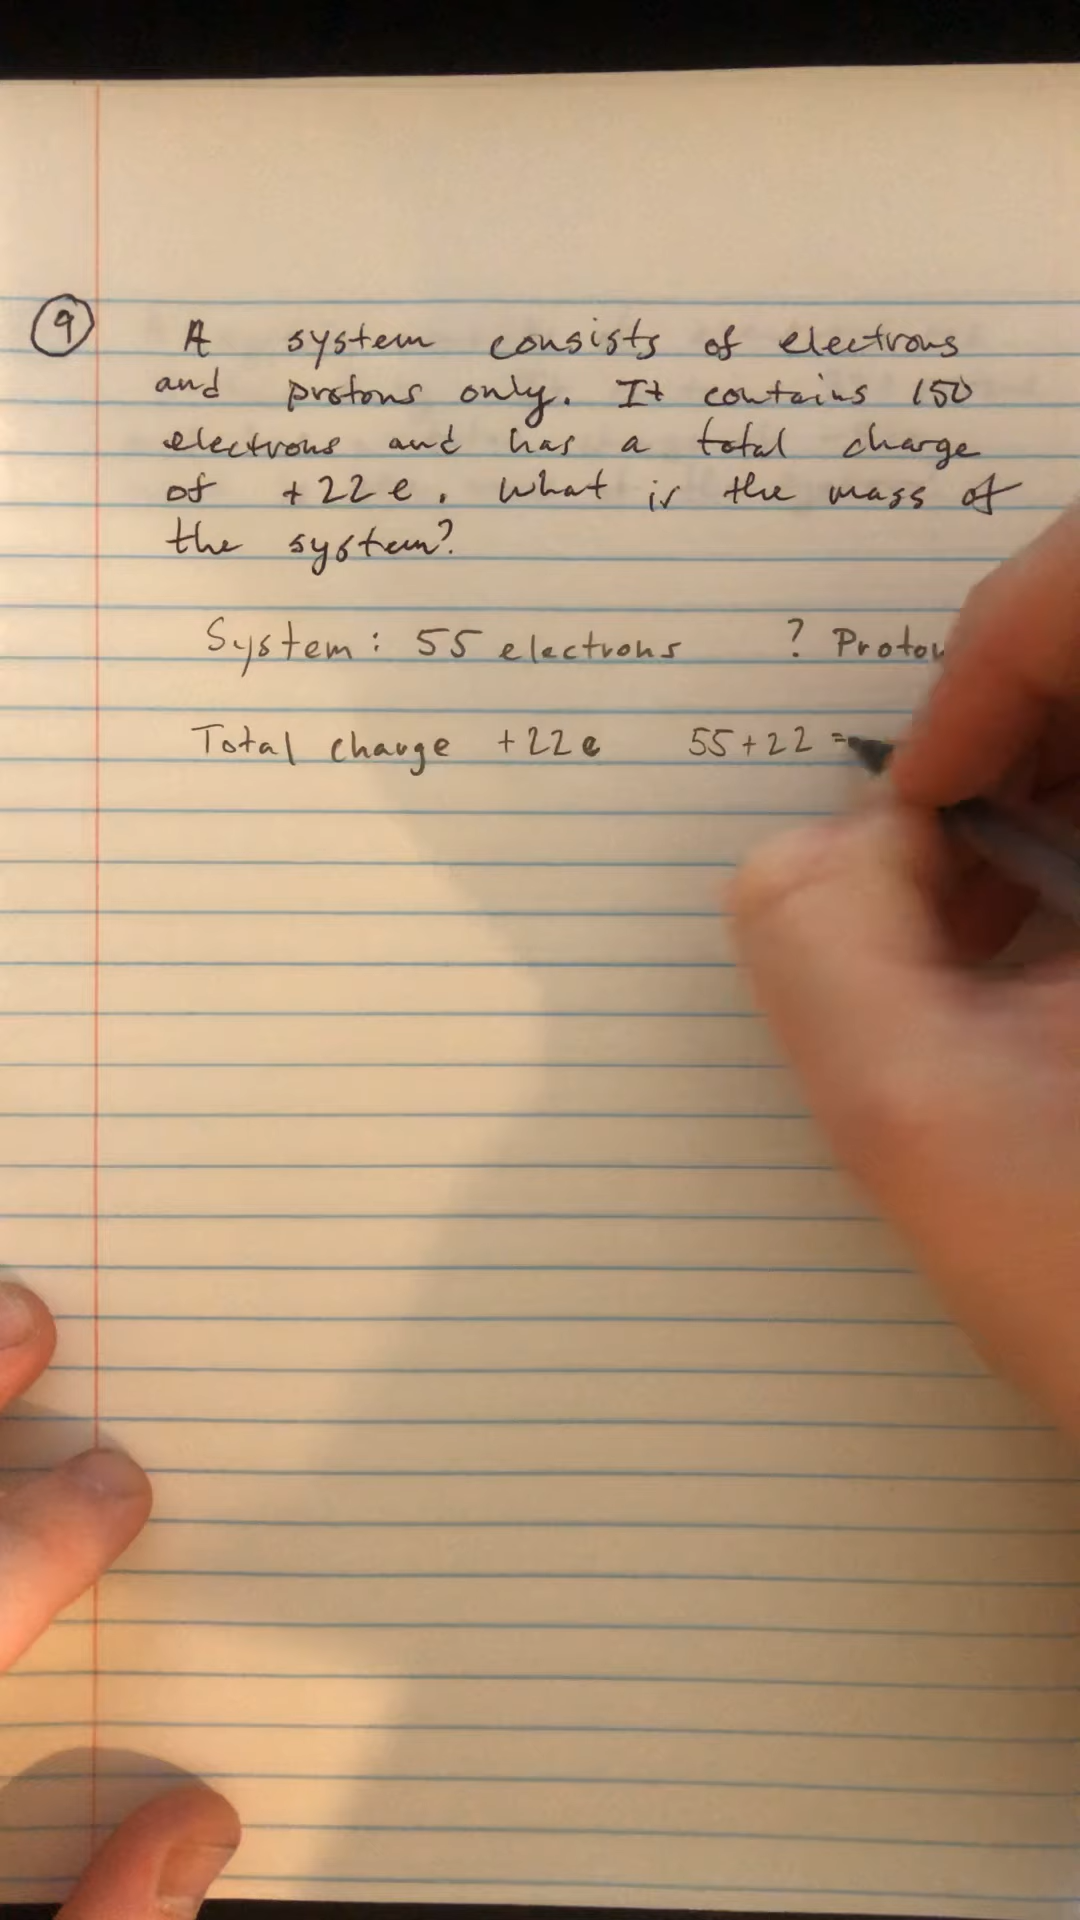 9
A system consists of electrons
and protons only. It contains 150
electrons and has a total charge
of +22e. What is the mass of
the system?
System: 55 electrons ?
Total charge +22e 55+22 =